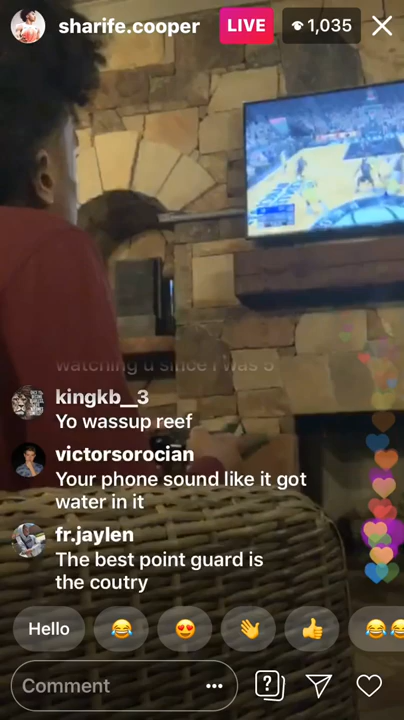 sharife.cooper
LIVE
1,035
watching u since i was 5
kingkb__3
Yo wassup reef
victorsorocian
Your phone sound like it got
water in it
fr.jaylen
The best point guard is
the coutry
Hello
Comment